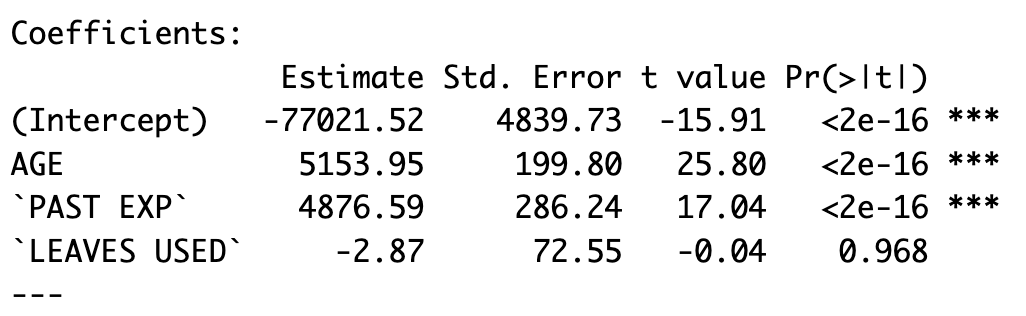 Coefficients:
Estimate Std. Error t value Pr(>|t|)
(Intercept) -77021.52 4839.73 -15.91 <2e-16 ***
AGE 5153.95 199.80 25.80 <2e-16 ***
`PAST EXP` 4876.59 286.24 17.04 <2e-16 ***
`LEAVES USED` -2.87 72.55 -0.04 0.968
---